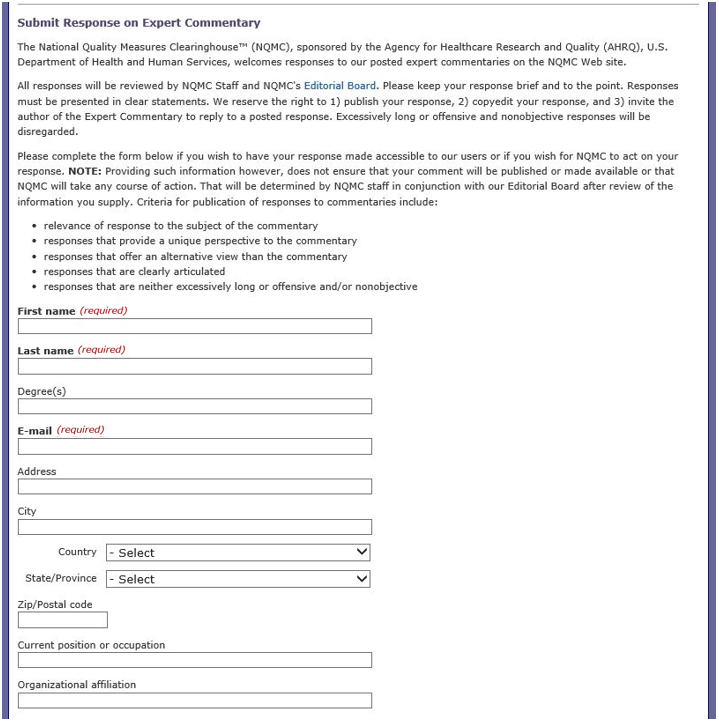 Submit Response on Expert Commentary
The National Quality Measures Clearinghouse™ (NQMC), sponsored by the Agency for Healthcare Research and Quality (AHRQ), U.S.
Department of Health and Human Services, welcomes responses to our posted expert commentaries on the NQMC Web site.
All responses will be reviewed by NQMC Staff and NQMC's Editorial Board. Please keep your response brief and to the point. Responses
must be presented in clear statements. We reserve the right to 1) publish your response, 2) copyedit your response, and 3) invite the
author of the Expert Commentary to reply to a posted response. Excessively long or offensive and nonobjective responses will be
disregarded.
Please complete the form below if you wish to have your response made accessible to our users or if you wish for NQMC to act on your
response. NOTE: Providing such information however, does not ensure that your comment will be published or made available or that
NQMC will take any course of action. That will be determined by NQMC staff in conjunction with our Editorial Board after review of the
information you supply. Criteria for publication of responses to commentaries include:
• relevance of response to the subject of the commentary
• responses that provide a unique perspective to the commentary
• responses that offer an alternative view than the commentary
• responses that are clearly articulated
• responses that are neither excessively long or offensive and/or nonobjective
First name (required)
Last name (required)
Degree(s)
E-mail (required)
Address
City
Country - Select
State/Province - Select
Zip/Postal code
Current position or occupation
Organizational affiliation